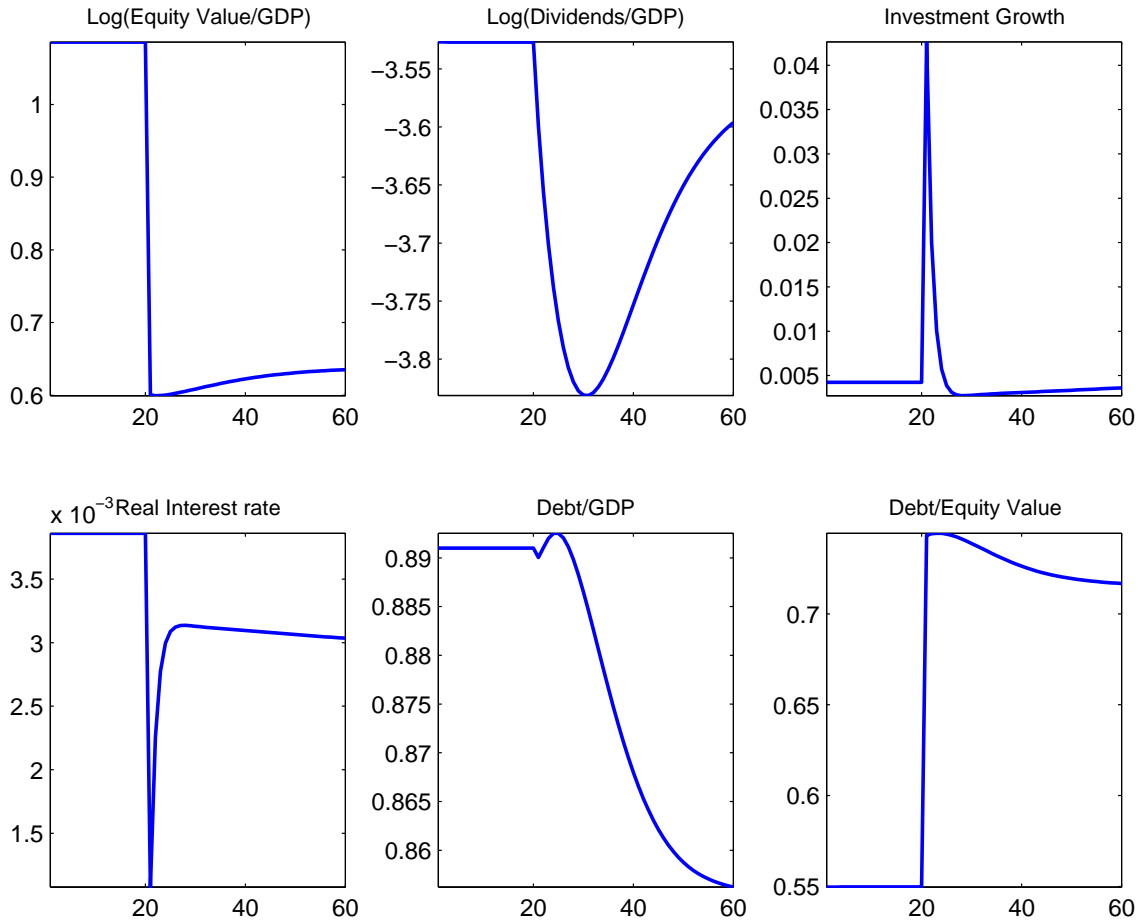 Log(Equity Value/GDP)
1
0.9
0.8
0.7
0.6
20 40 60
Log(Dividends/GDP)
−3.55
−3.6
−3.65
−3.7
−3.75
−3.8
20 40 60
Investment Growth
0.04
0.035
0.03
0.025
0.02
0.015
0.01
0.005
20 40 60
x 10−3 Real Interest rate
3.5
3
2.5
2
1.5
20 40 60
Debt/GDP
0.89
0.885
0.88
0.875
0.87
0.865
0.86
20 40 60
Debt/Equity Value
0.7
0.65
0.6
0.55
20 40 60